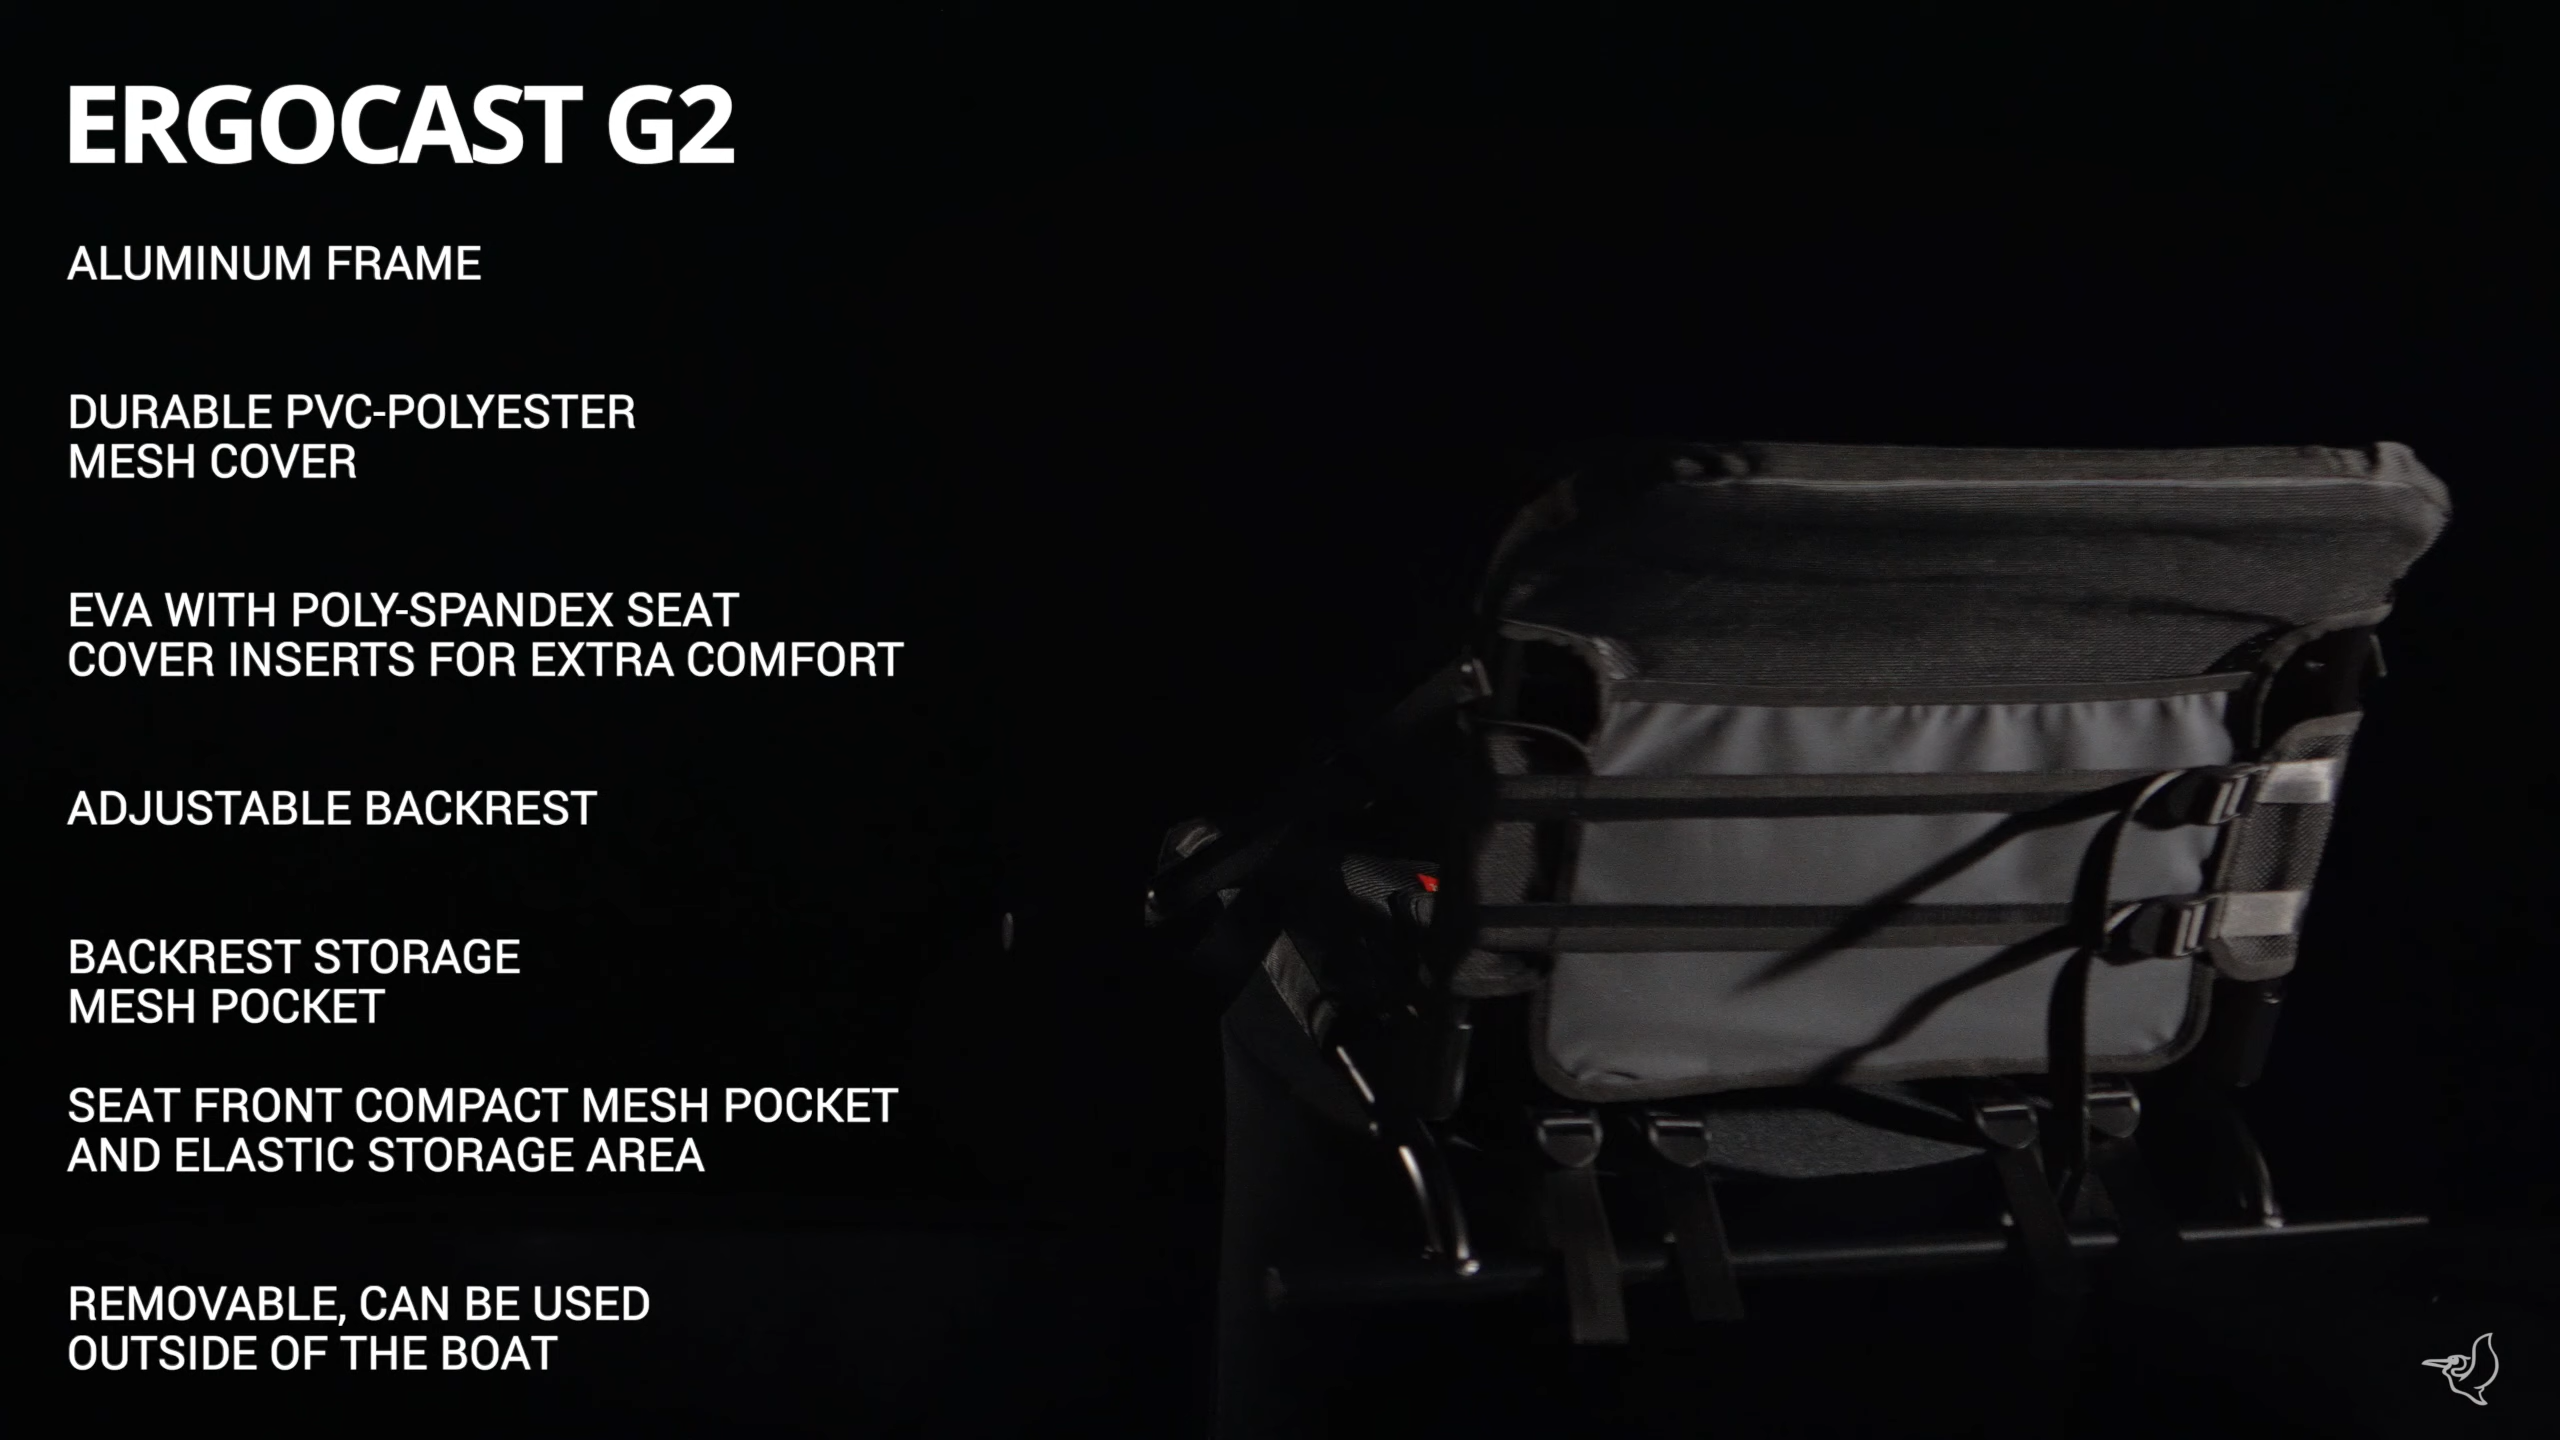 ERGOCAST G2
ALUMINUM FRAME
DURABLE PVC-POLYESTER
MESH COVER
EVA WITH POLY-SPANDEX SEAT
COVER INSERTS FOR EXTRA COMFORT
ADJUSTABLE BACKREST
BACKREST STORAGE
MESH POCKET
SEAT FRONT COMPACT MESH POCKET
AND ELASTIC STORAGE AREA
REMOVABLE, CAN BE USED
OUTSIDE OF THE BOAT